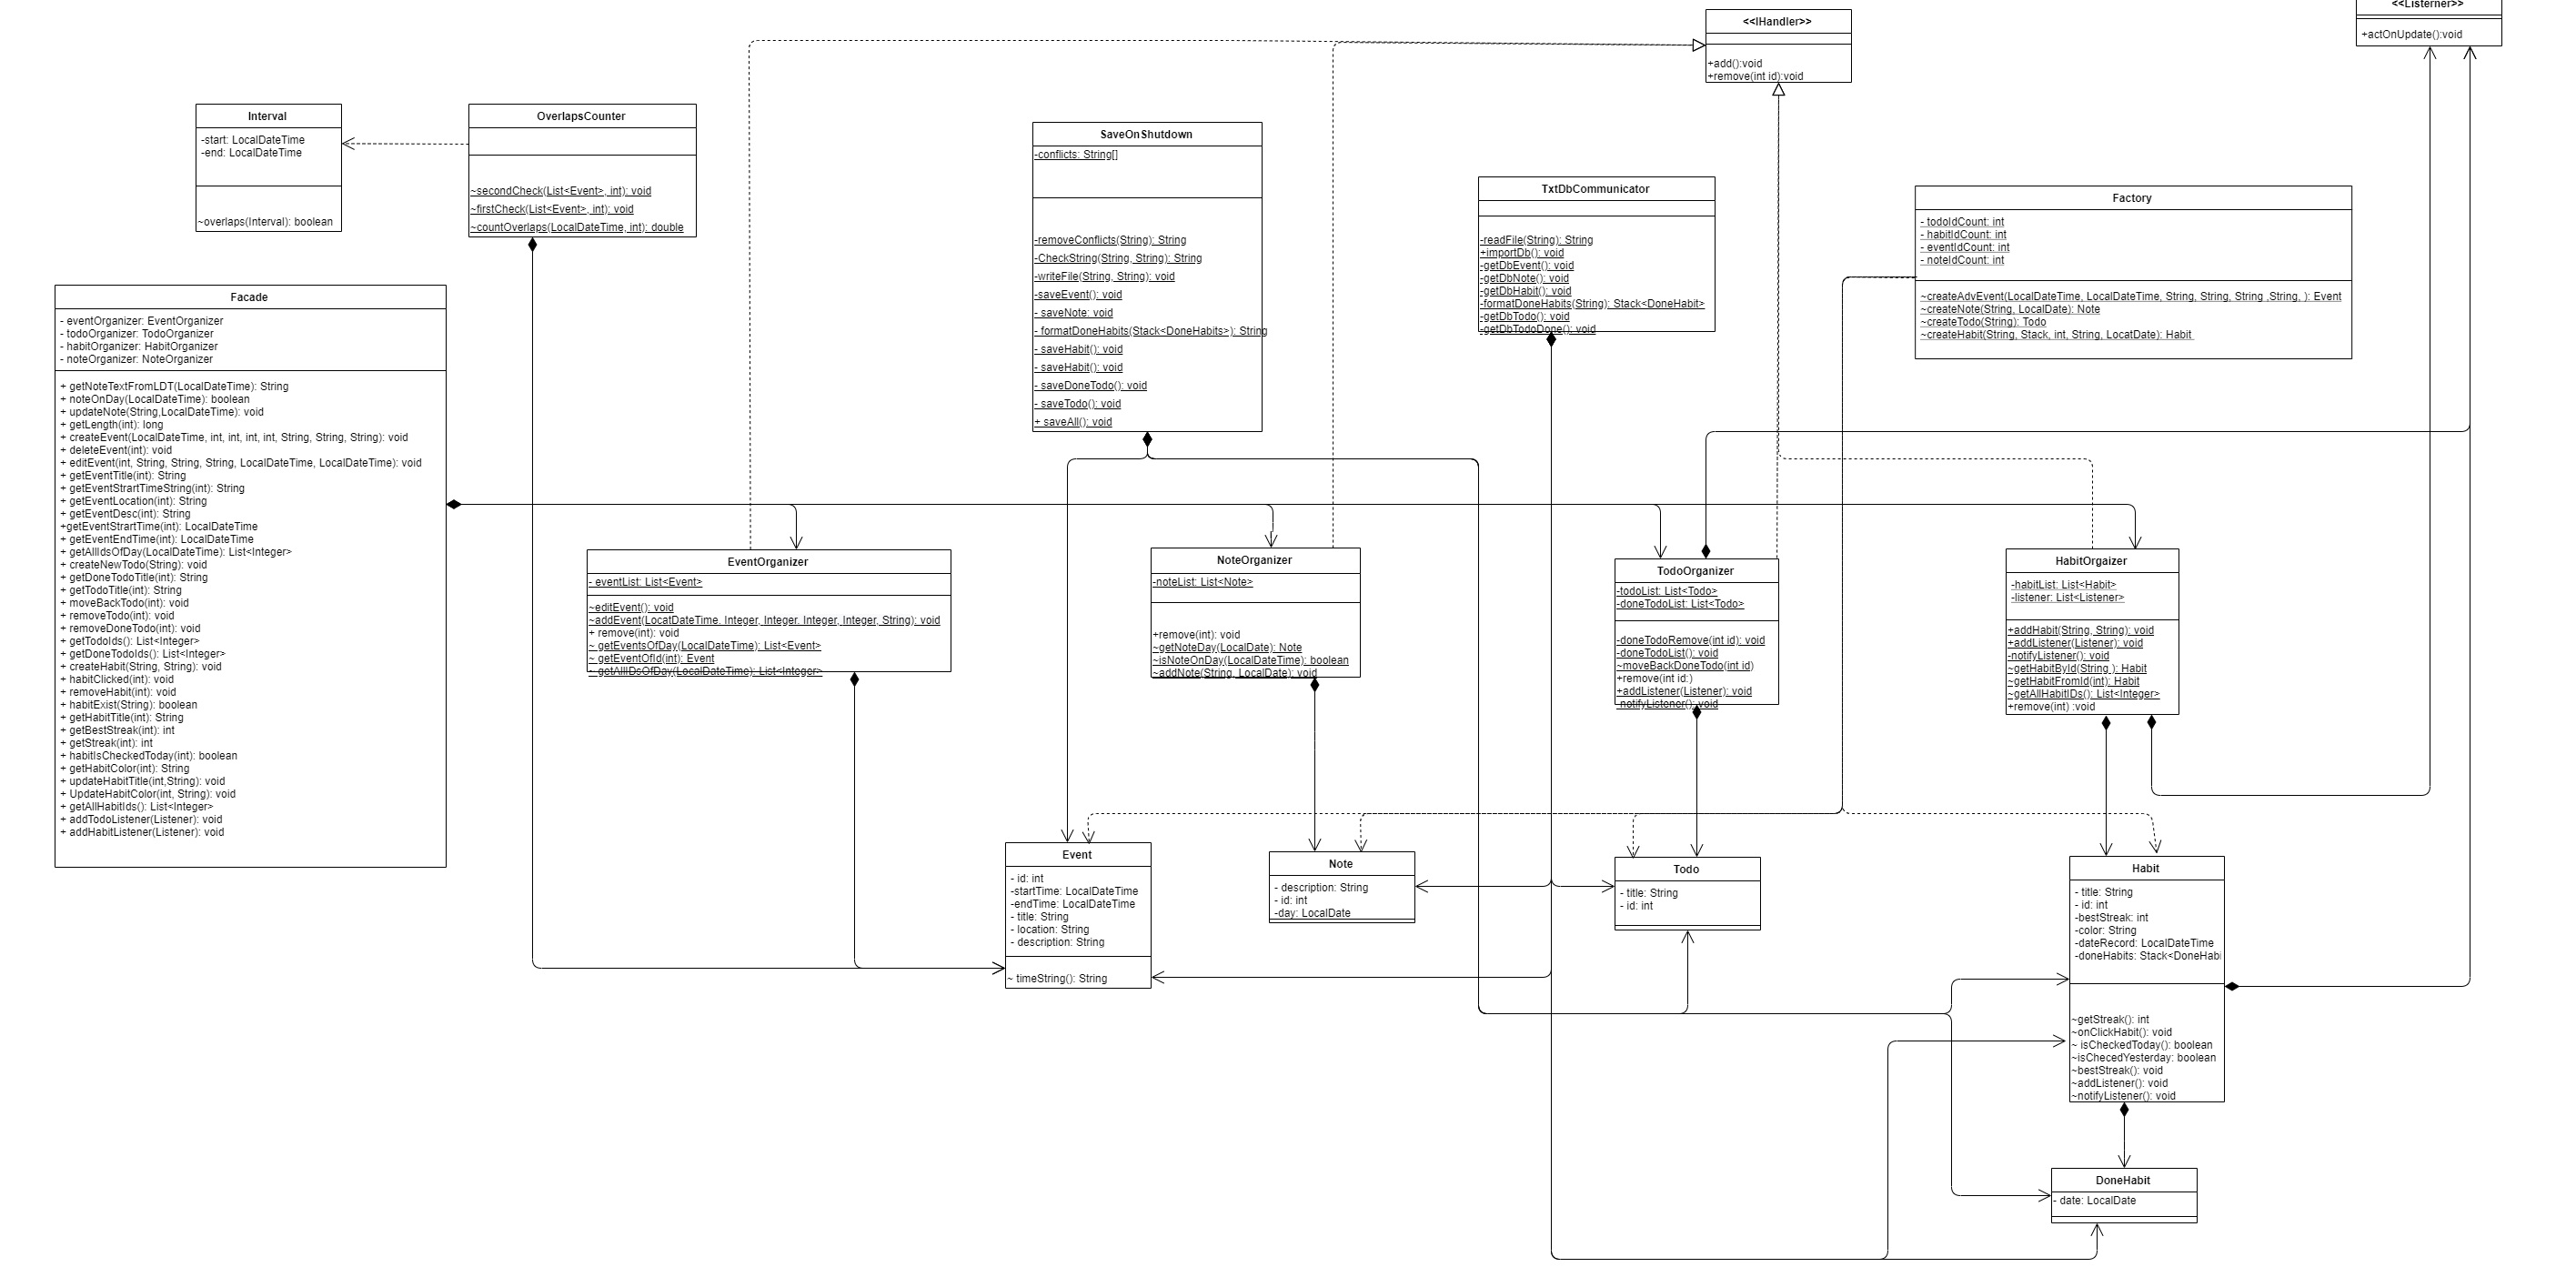 <<IHandler>>
+add():void
+remove(int id):void
<<Listerner>>
+actOnUpdate():void
Interval
-start: LocalDateTime
-end: LocalDateTime
~overlaps(Interval): boolean
OverlapsCounter
~secondCheck(List<Event>, int): void
~firstCheck(List<Event>, int): void
~countOverlaps(LocalDateTime, int): double
SaveOnShutdown
-conflicts: String[]
-removeConflicts(String): String
-CheckString(String, String): String
-writeFile(String, String): void
-saveEvent(): void
- saveNote: void
- formatDoneHabits(Stack<DoneHabits>): String
- saveHabit(): void
- saveHabit(): void
- saveDoneTodo(): void
- saveTodo(): void
+ saveAll(): void
TxtDbCommunicator
-readFile(String): String
+importDb(): void
-getDbEvent(): void
-getDbNote(): void
-getDbHabit(): void
-formatDoneHabits(String): Stack<DoneHabit>
-getDbTodo(): void
-getDbTodoDone(): void
Factory
- todoIdCount: int
- habitIdCount: int
- eventIdCount: int
- noteIdCount: int
~createAdvEvent(LocalDateTime, LocalDateTime, String, String, String ,String, ): Event
~createNote(String, LocalDate): Note
~createTodo(String): Todo
~createHabit(String, Stack, int, String, LocatDate): Habit
Facade
- eventOrganizer: EventOrganizer
- todoOrganizer: TodoOrganizer
- habitOrganizer: HabitOrganizer
- noteOrganizer: NoteOrganizer
+ getNoteTextFromLDT(LocalDateTime): String
+ noteOnDay(LocalDateTime): boolean
+ updateNote(String,LocalDateTime): void
+ getLength(int): long
+ createEvent(LocalDateTime, int, int, int, int, String, String, String): void
+ deleteEvent(int): void
+ editEvent(int, String, String, String, LocalDateTime, LocalDateTime): void
+ getEventTitle(int): String
+ getEventStrartTimeString(int): String
+ getEventLocation(int): String
+ getEventDesc(int): String
+getEventStrartTime(int): LocalDateTime
+ getEventEndTime(int): LocalDateTime
+ getAllIdsOfDay(LocalDateTime): List<Integer>
+ createNewTodo(String): void
+ getDoneTodoTitle(int): String
+ getTodoTitle(int): String
+ moveBackTodo(int): void
+ removeTodo(int): void
+ removeDoneTodo(int): void
+ getTodoIds(): List<Integer>
+ getDoneTodoIds(): List<Integer>
+ createHabit(String, String): void
+ habitClicked(int): void
+ removeHabit(int): void
+ habitExist(String): boolean
+ getHabitTitle(int): String
+ getBestStreak(int): int
+ getStreak(int): int
+ habitIsCheckedToday(int): boolean
+ getHabitColor(int): String
+ updateHabitTitle(int,String): void
+ UpdateHabitColor(int, String): void
+ getAllHabitIds(): List<Integer>
+ addTodoListener(Listener): void
+ addHabitListener(Listener): void
EventOrganizer
- eventList: List<Event>
~editEvent(): void
~addEvent(LocatDateTime. Integer, Integer. Integer, Integer, String): void
+ remove(int): void
~ getEventsOfDay(LocalDateTime): List<Event>
~ getEventOfId(int): Event
~ getAllIDsOfDay(LocalDateTime): List<Integer>
NoteOrganizer
-noteList: List<Note>
+remove(int): void
~getNoteDay(LocalDate): Note
~isNoteOnDay(LocalDateTime): boolean
~addNote(String, LocalDate): void
TodoOrganizer
-todoList: List<Todo>
-doneTodoList: List<Todo>
-doneTodoRemove(int id): void
-doneTodoList(): void
~moveBackDoneTodo(int id)
+remove(int id:)
+addListener(Listener): void
-notifyListener(): void
HabitOrgaizer
-habitList: List<Habit>
-listener: List<Listener>
+addHabit(String, String): void
+addListener(Listener): void
-notifyListener(): void
~getHabitById(String ): Habit
~getHabitFromId(int): Habit
~getAllHabitIDs(): List<Integer>
+remove(int) :void
Event
- id: int
-startTime: LocalDateTime
-endTime: LocalDateTime
- title: String
- location: String
- description: String
~ timeString(): String
Note
- description: String
- id: int
-day: LocalDate
Todo
- title: String
- id: int
Habit
- title: String
- id: int
-bestStreak: int
-color: String
-dateRecord: LocalDateTime
-doneHabits: Stack<DoneHabi
~getStreak(): int
~onClickHabit(): void
~ isCheckedToday(): boolean
~isChecedYesterday: boolean
~bestStreak(): void
~addListener(): void
~notifyListener(): void
DoneHabit
- date: LocalDate